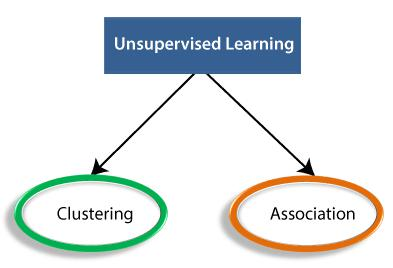 Unsupervised Learning
Clustering
Association